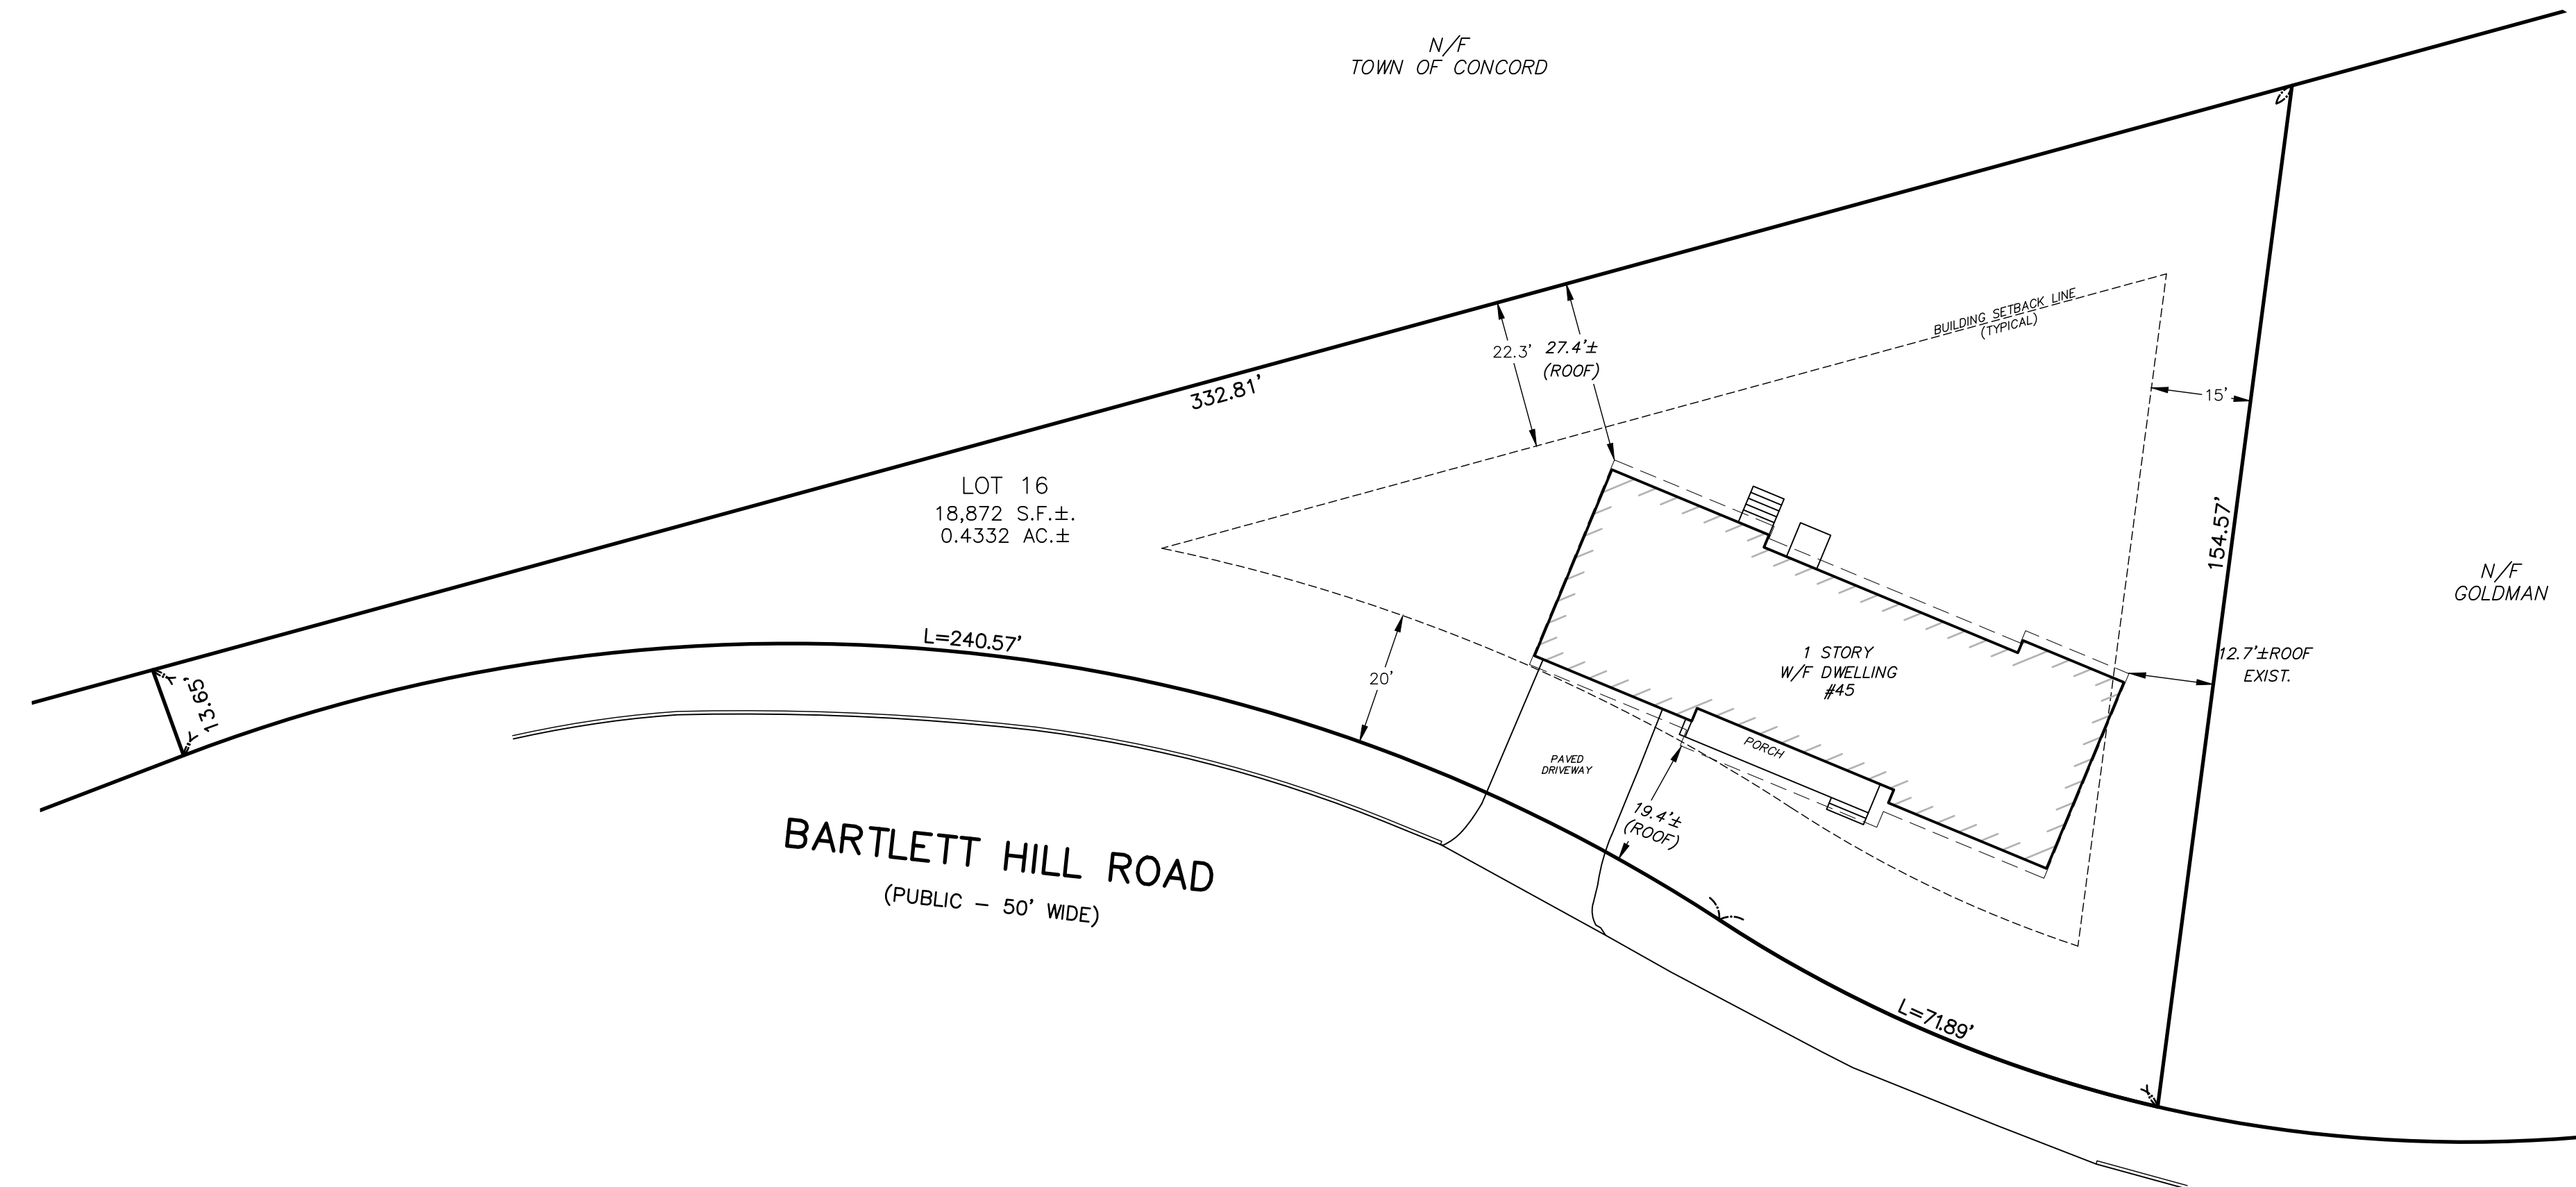 N/F
TOWN OF CONCORD
BUILDING SETBACK LINE
(TYPICAL)
22.3'
27.4'±
(ROOF)
332.81'
15'
LOT 16
18,872 S.F.±.
0.4332 AC.±
154.57'
N/F
GOLDMAN
L=240.57'
20'
1 STORY
W/F DWELLING
#45
12.7'±ROOF
EXIST.
13.65'
PORCH
PAVED
DRIVEWAY
19.4'±
(ROOF)
BARTLETT HILL ROAD
(PUBLIC - 50' WIDE)
L=71.89'